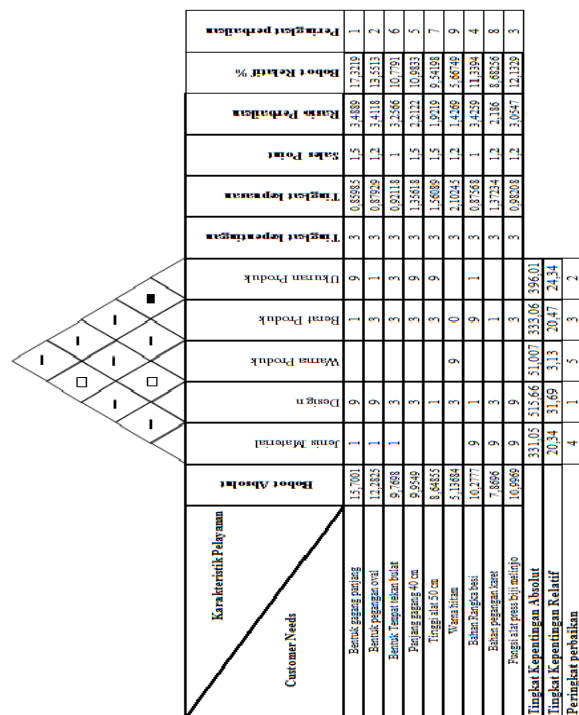 Karakteristik Pelayanan
Customer Needs
Bobot Absolut
Jenis Material
Design
Warna Produk
Berat Produk
Ukuran Produk
Tingkat kepentingan
Tingkat kepuasan
Sales Point
Rasio Perbaikan
Bobot Relatif %
Peringkat perbaikan
Bentuk gagang panjang 15,7001 1 9 1 9 3 0,85985 1,5 3,4889 17,3219 1
Bentuk pegangan oval 12,2825 1 9 3 1 3 0,87929 1,2 3,4118 13,5513 2
Bentuk Tempat tekan bulat 9,7698 1 3 3 3 3 0,92118 1 3,2566 10,7791 6
Panjang gagang 40 cm 9,9549 3 3 9 3 1,35618 1,5 2,2122 10,9833 5
Tinggi alat 50 cm 8,64855 1 3 9 3 1,56089 1,5 1,9219 9,54198 7
Warna hitam 5,13684 3 9 0 3 2,10245 1,2 1,4269 5,66749 9
Bahan Rangka besi 10,2777 9 1 9 1 3 0,87568 1 3,4259 11,3394 4
Bahan pegangan karet 7,8696 9 3 1 3 1,37234 1,2 2,186 8,68256 8
Fungsi alat press biji melinjo 10,9969 9 9 3 3 0,98208 1,2 3,0547 12,1329 3
Tingkat Kepentingan Absolut 331,05 515,66 51,007 333,06 396,01
Tingkat Kepentingan Relatif 20,34 31,69 3,13 20,47 24,34
Peringkat perbaikan 4 1 5 3 2